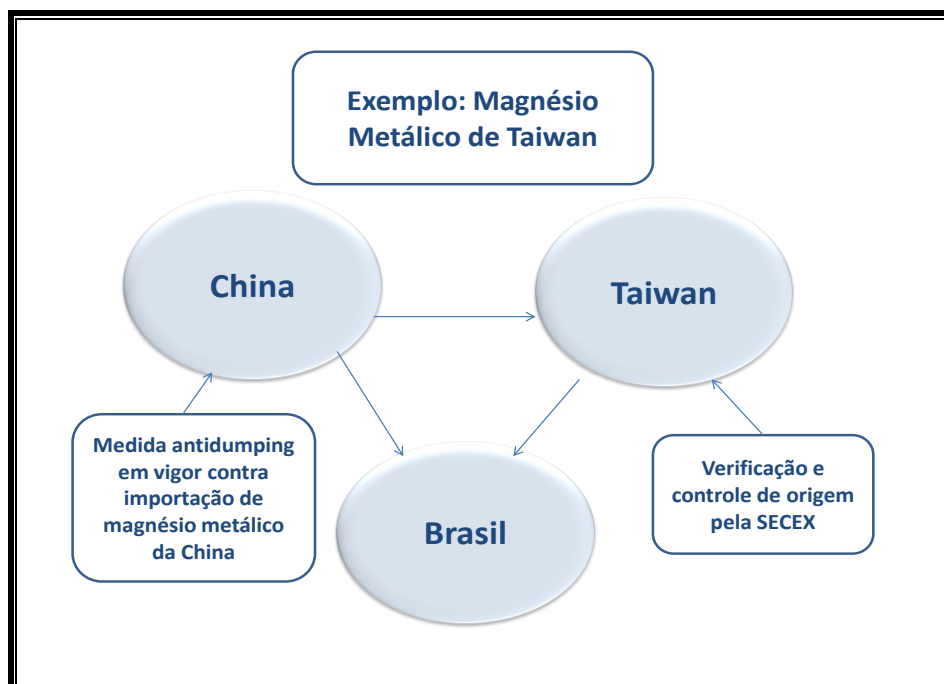 Exemplo: Magnésio
Metálico de Taiwan
China
Taiwan
Medida antidumping
em vigor contra
importação de
magnésio metálico
da China
Brasil
Verificação e
controle de origem
pela SECEX